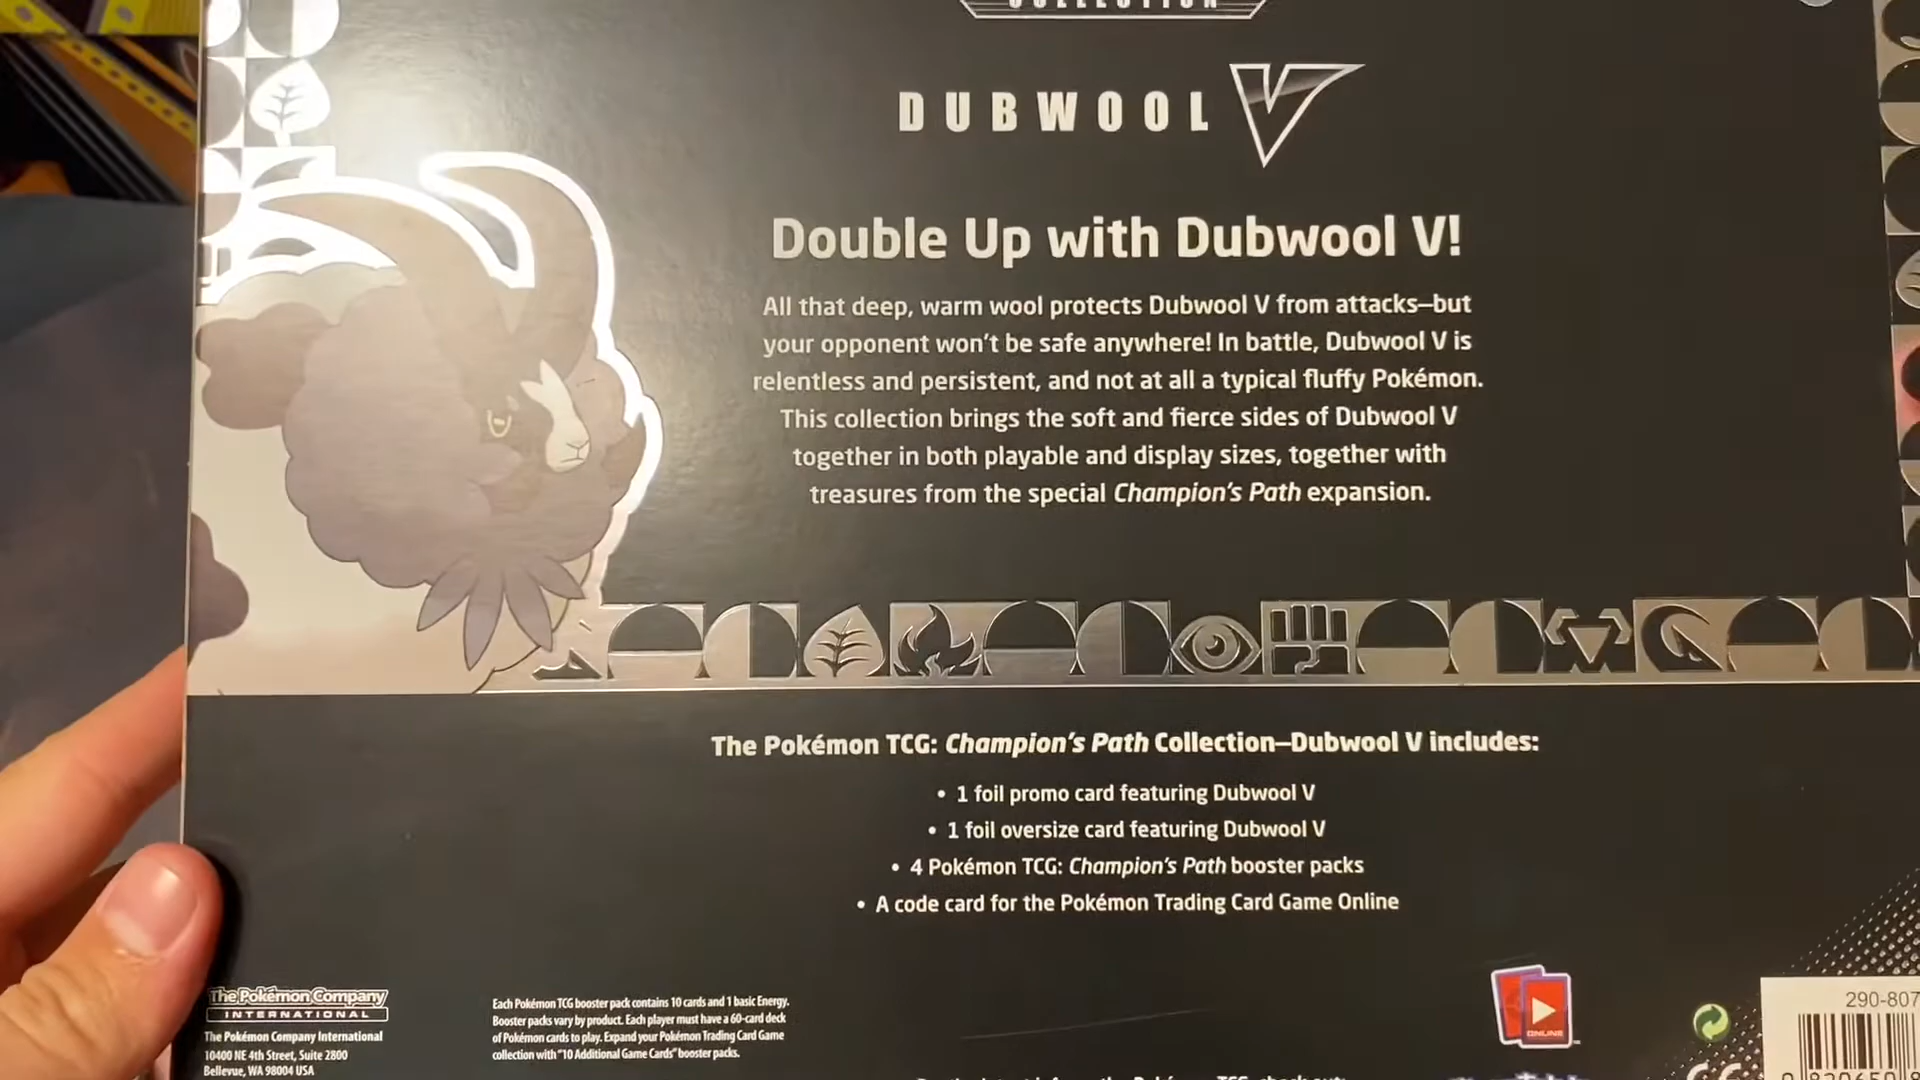 COLLECTION
DUBWOOL V
Double Up with Dubwool V!
All that deep, warm wool protects Dubwool V from attacks—but
your opponent won't be safe anywhere! In battle, Dubwool V is
relentless and persistent, and not at all a typical fluffy Pokémon.
This collection brings the soft and fierce sides of Dubwool V
together in both playable and display sizes, together with
treasures from the special Champion's Path expansion.
The Pokémon TCG: Champion's Path Collection—Dubwool V includes:
• 1 foil promo card featuring Dubwool V
• 1 foil oversize card featuring Dubwool V
• 4 Pokémon TCG: Champion's Path booster packs
• A code card for the Pokémon Trading Card Game Online
The Pokémon Company
INTERNATIONAL
The Pokémon Company International
10400 NE 4th Street, Suite 2800
Bellevue, WA 98004 USA
Each Pokémon TCG booster pack contains 10 cards and 1 basic Energy.
Booster packs vary by product. Each player must have a 60-card deck
of Pokémon cards to play. Expand your Pokémon Trading Card Game
collection with "10 Additional Game Cards" booster packs.
ONLINE
290-807